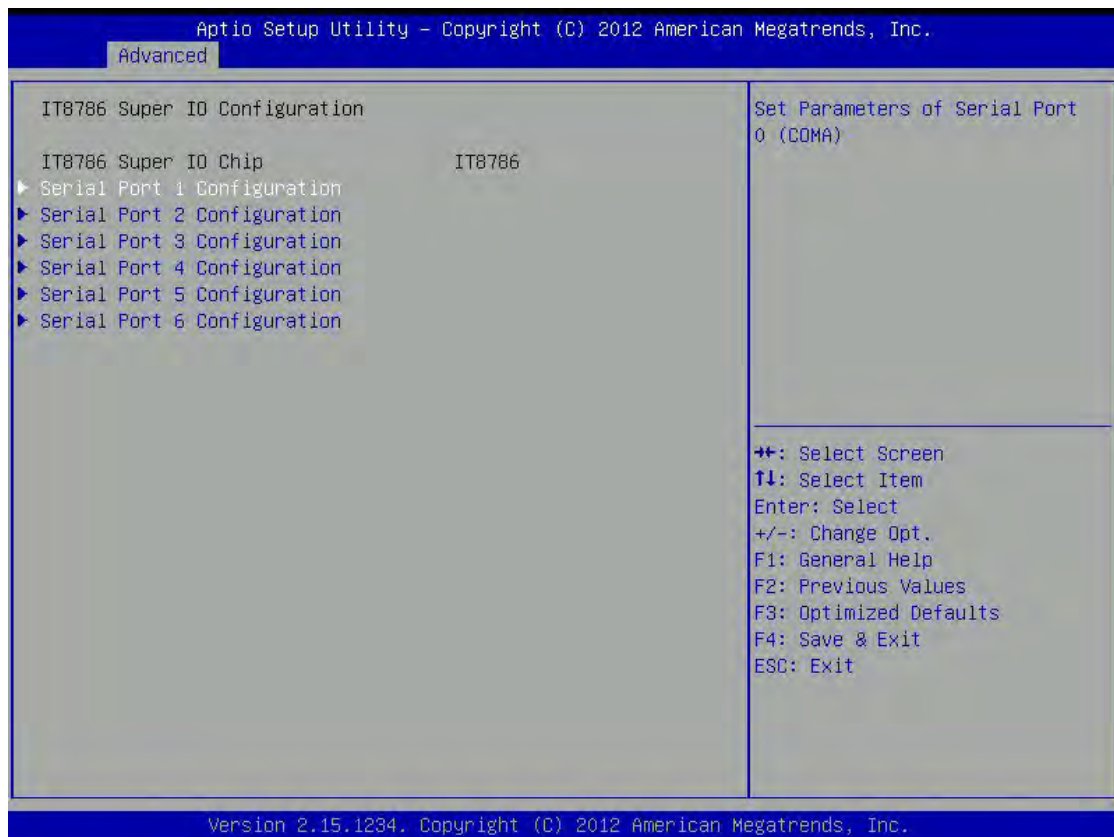 Aptio Setup Utility – Copyright (C) 2012 American Megatrends, Inc.
Advanced
IT8786 Super IO Configuration
IT8786 Super IO Chip IT8786
► Serial Port 1 Configuration
► Serial Port 2 Configuration
► Serial Port 3 Configuration
► Serial Port 4 Configuration
► Serial Port 5 Configuration
► Serial Port 6 Configuration
Set Parameters of Serial Port
0 (COMA)
→←: Select Screen
↑↓: Select Item
Enter: Select
+/-: Change Opt.
F1: General Help
F2: Previous Values
F3: Optimized Defaults
F4: Save & Exit
ESC: Exit
Version 2.15.1234. Copyright (C) 2012 American Megatrends, Inc.